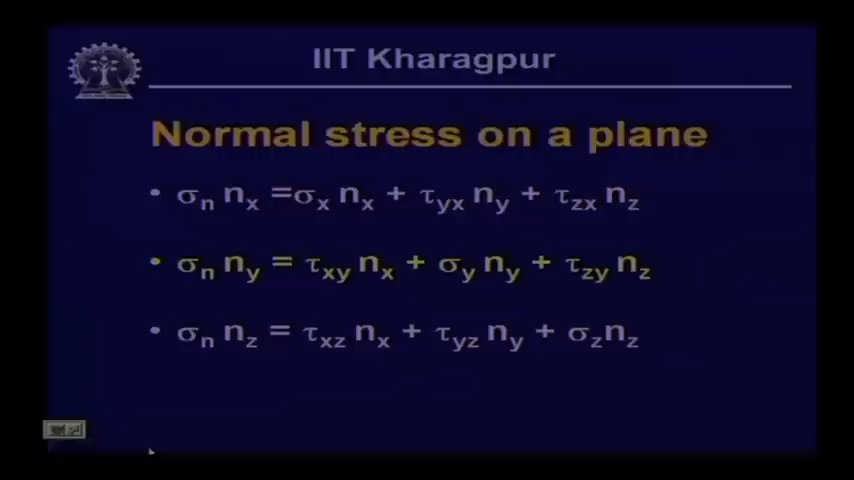 IIT Kharagpur
Normal stress on a plane
• σn nx =σx nx + τyx ny + τzx nz
• σn ny = τxy nx + σy ny + τzy nz
• σn nz = τxz nx + τyz ny + σznz